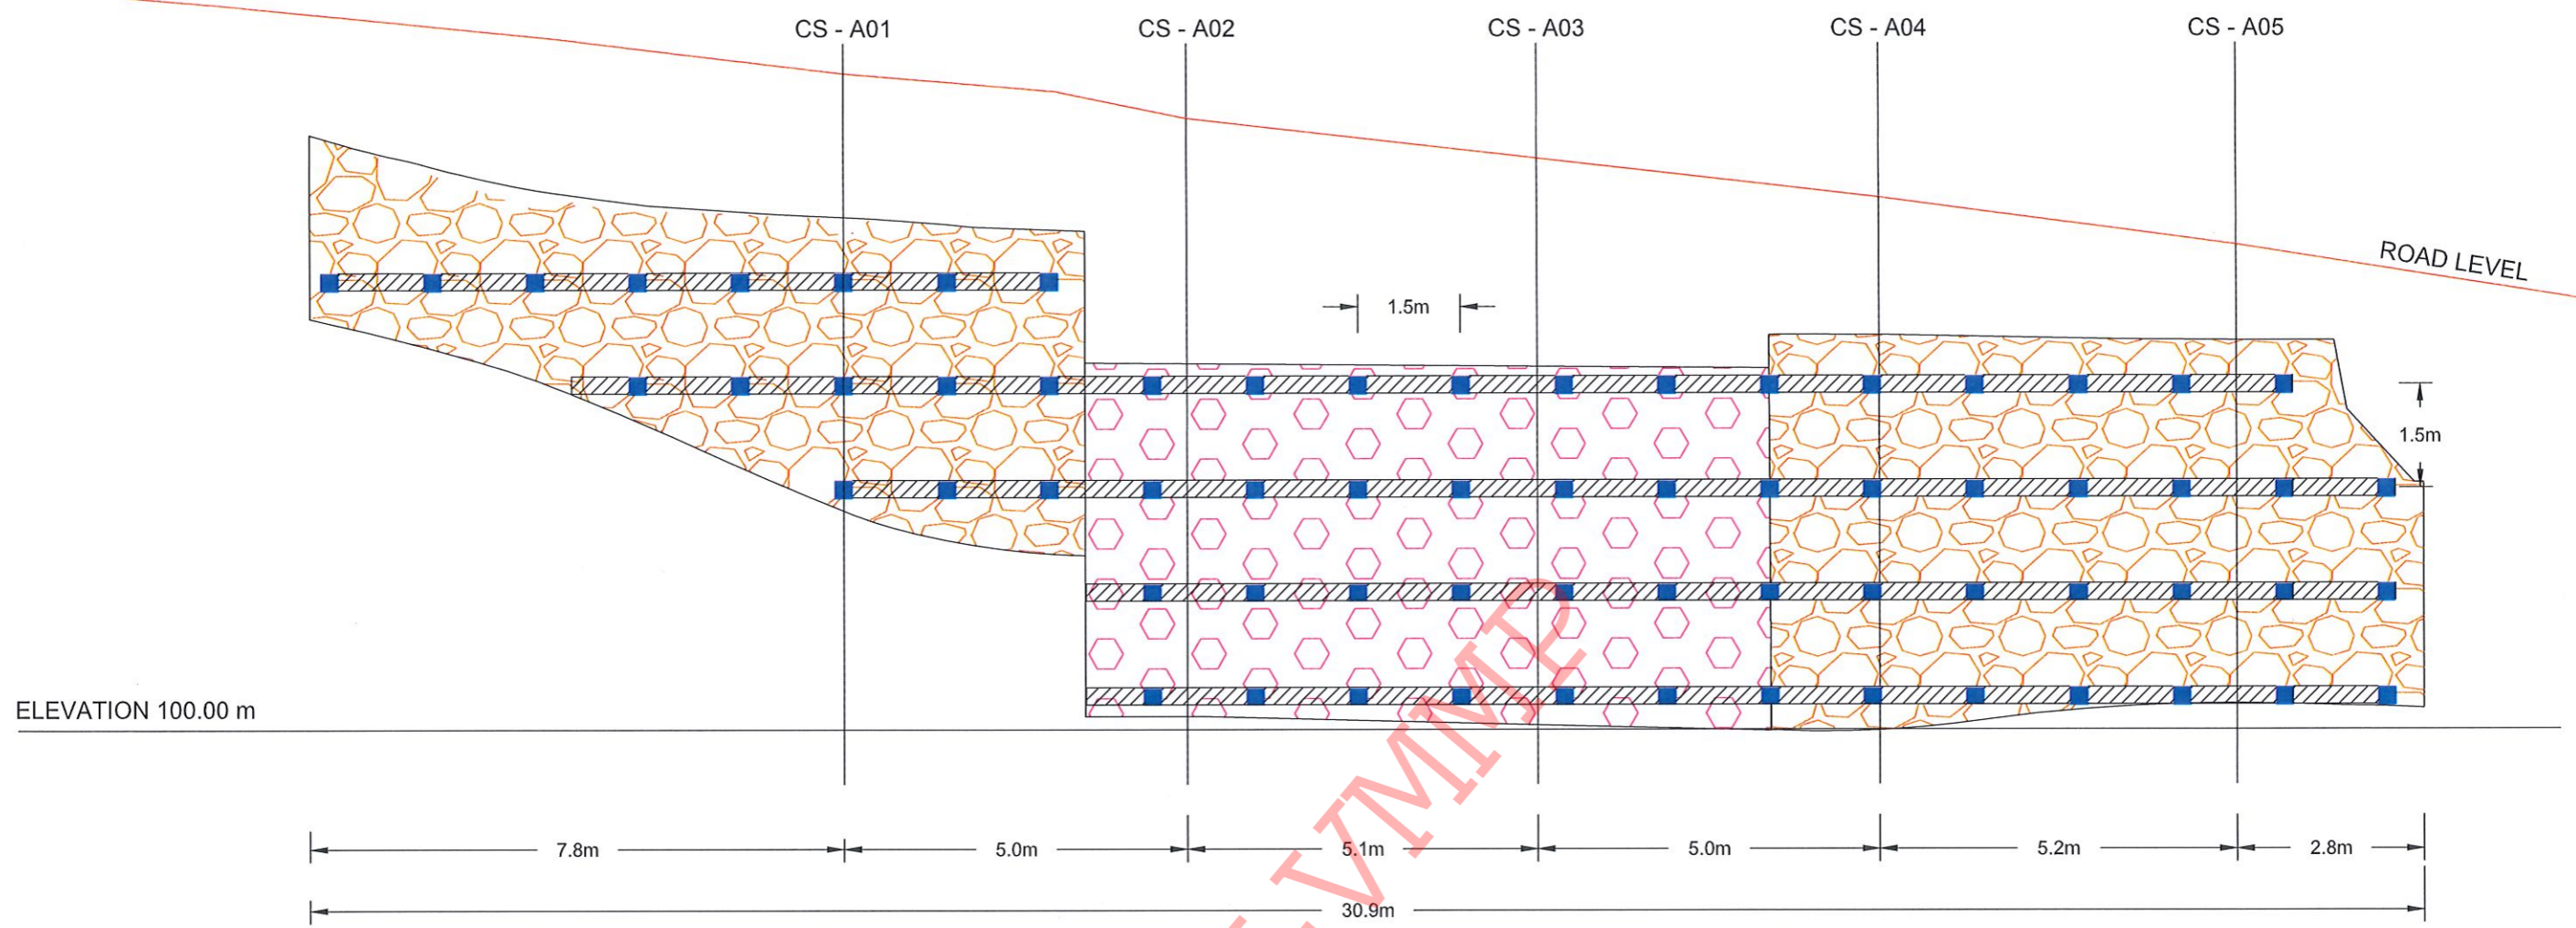 CS - A01
CS - A02
CS - A03
CS - A04
CS - A05
ROAD LEVEL
1.5m
1.5m
ELEVATION 100.00 m
VMMP
7.8m
5.0m
5.1m
5.0m
5.2m
2.8m
30.9m